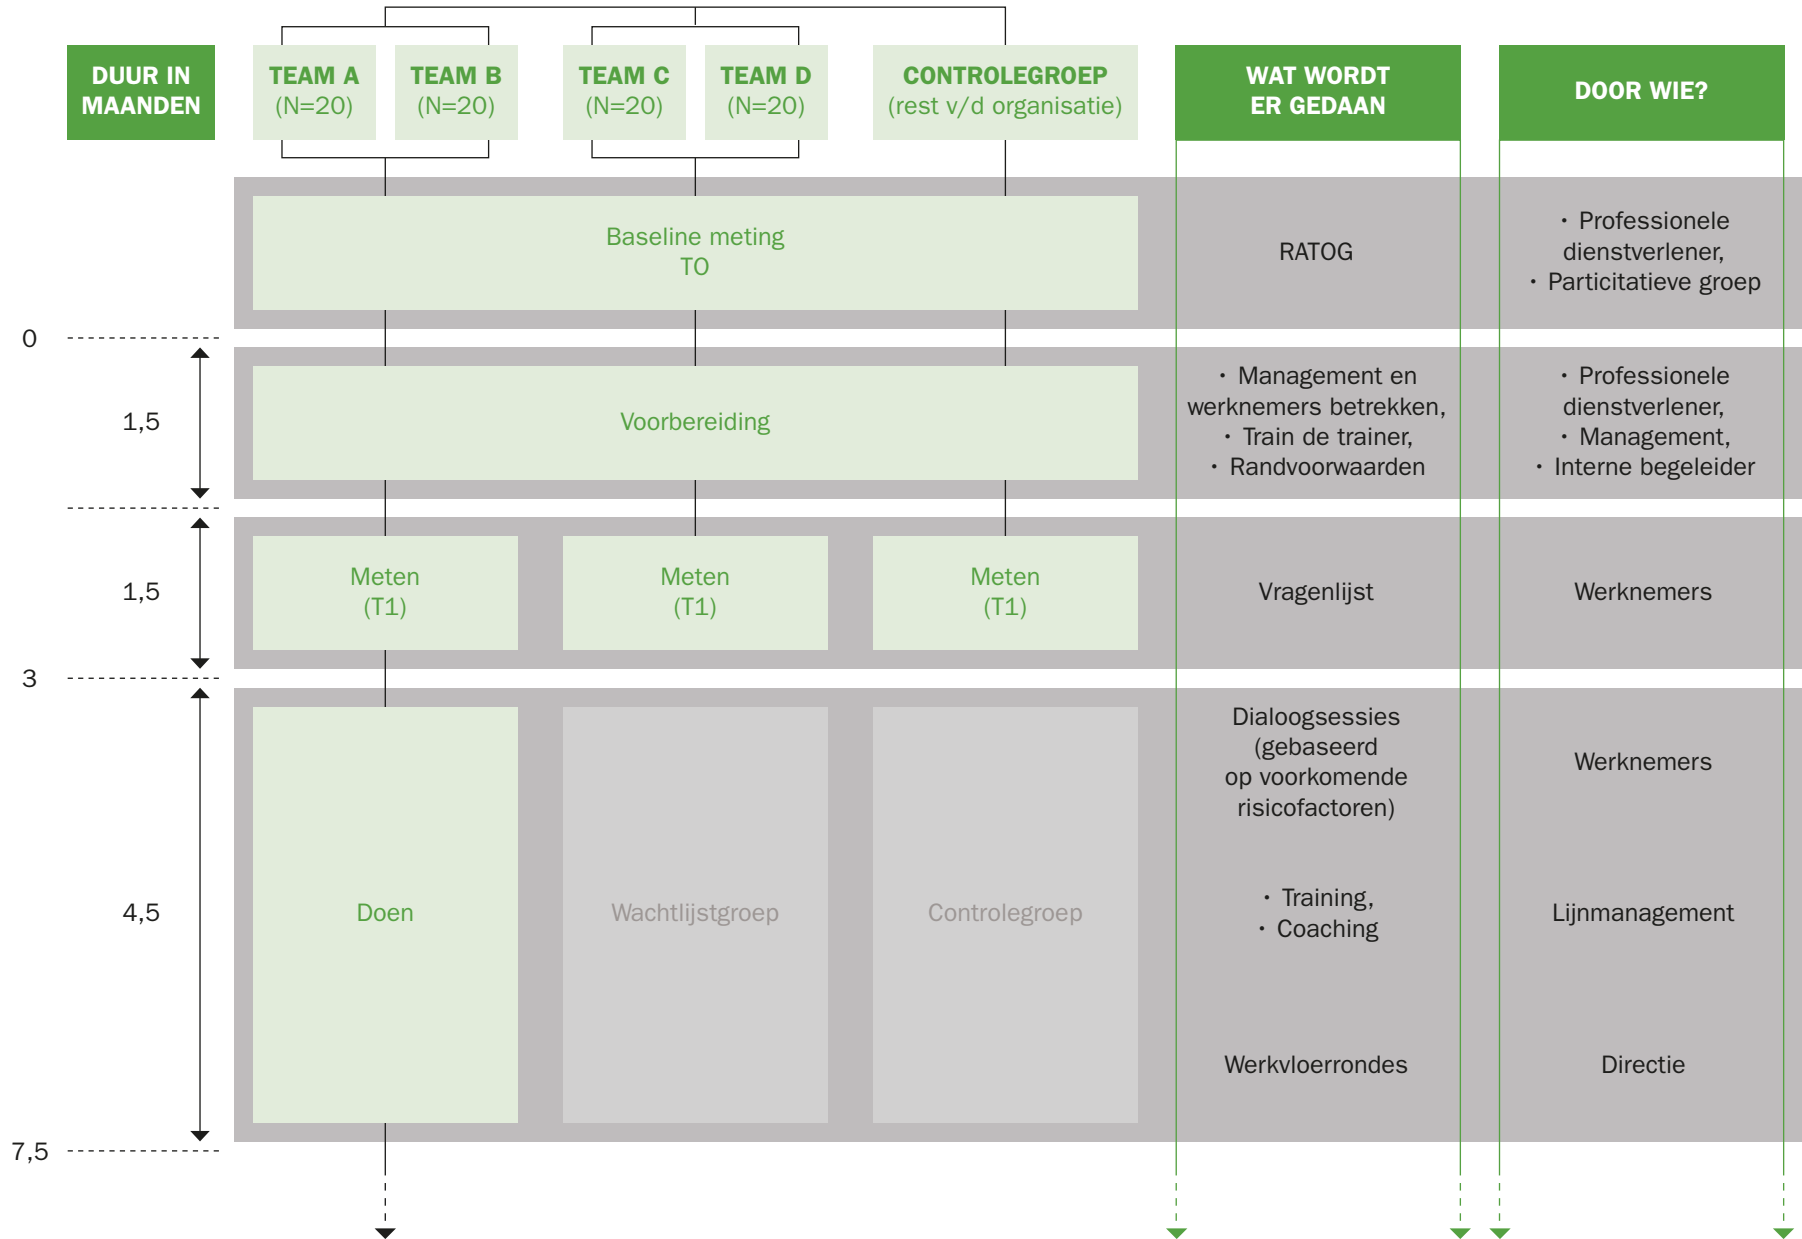 DUUR IN
MAANDEN
TEAM A
(N=20)
TEAM B
(N=20)
TEAM C
(N=20)
TEAM D
(N=20)
CONTROLEGROEP
(rest v/d organisatie)
WAT WORDT
ER GEDAAN
DOOR WIE?
Baseline meting
T0
RATOG
• Professionele
dienstverlener,
• Particitatieve groep
0
1,5
Voorbereiding
• Management en
werknemers betrekken,
• Train de trainer,
• Randvoorwaarden
• Professionele
dienstverlener,
• Management,
• Interne begeleider
1,5
Meten
(T1)
Meten
(T1)
Meten
(T1)
Vragenlijst
Werknemers
3
4,5
Doen
Wachtlijstgroep
Controlegroep
Dialoogsessies
(gebaseerd
op voorkomende
risicofactoren)
Werknemers
• Training,
• Coaching
Lijnmanagement
Werkvloerrondes
Directie
7,5